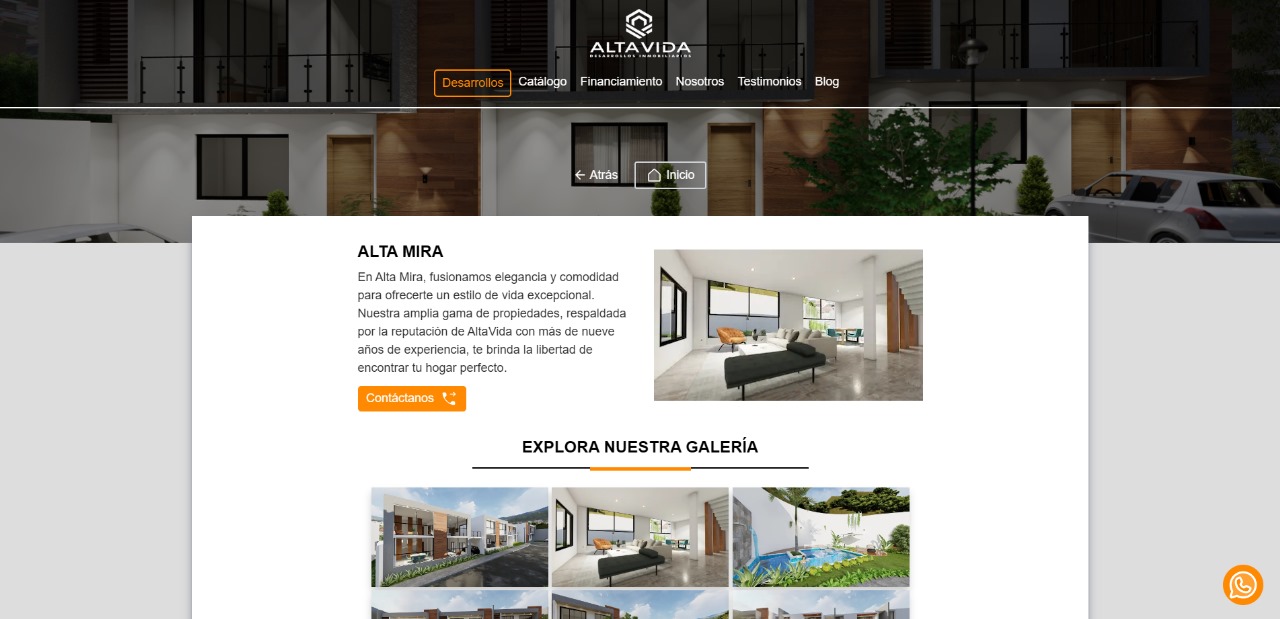 ALTAVIDA
DESARROLLOS INMOBILIARIOS
Desarrollos Catálogo Financiamiento Nosotros Testimonios Blog
Atrás Inicio
ALTA MIRA
En Alta Mira, fusionamos elegancia y comodidad
para ofrecerte un estilo de vida excepcional.
Nuestra amplia gama de propiedades, respaldada
por la reputación de AltaVida con más de nueve
años de experiencia, te brinda la libertad de
encontrar tu hogar perfecto.
Contáctanos
EXPLORA NUESTRA GALERÍA